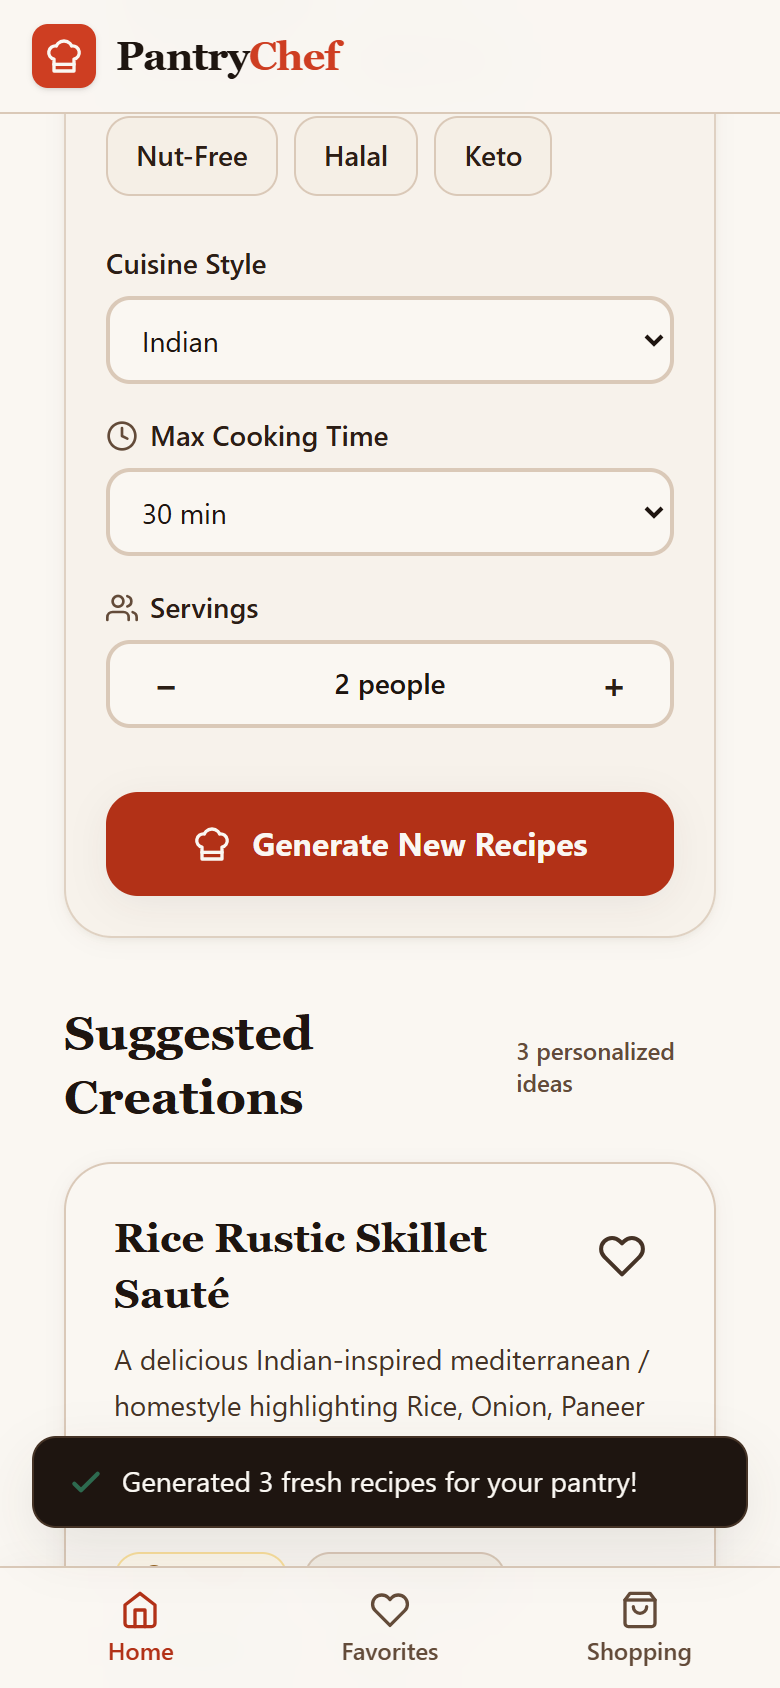 PantryChef
Nut-Free
Halal
Keto
Cuisine Style
Indian
Max Cooking Time
30 min
Servings
− 2 people +
Generate New Recipes
Suggested
Creations
3 personalized
ideas
Rice Rustic Skillet
Sauté
A delicious Indian-inspired mediterranean /
homestyle highlighting Rice, Onion, Paneer
Generated 3 fresh recipes for your pantry!
Home
Favorites
Shopping